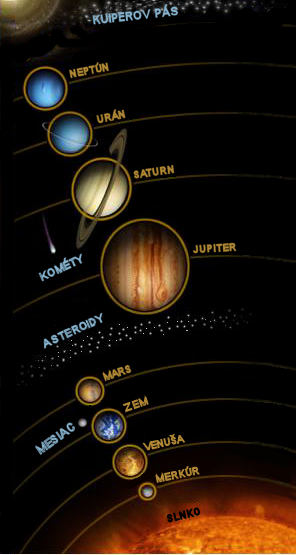 KUIPEROV PÁS
NEPTÚN
URÁN
SATURN
JUPITER
KOMÉTY
ASTEROIDY
MARS
ZEM
MESIAC
VENUŠA
MERKÚR
SLNKO